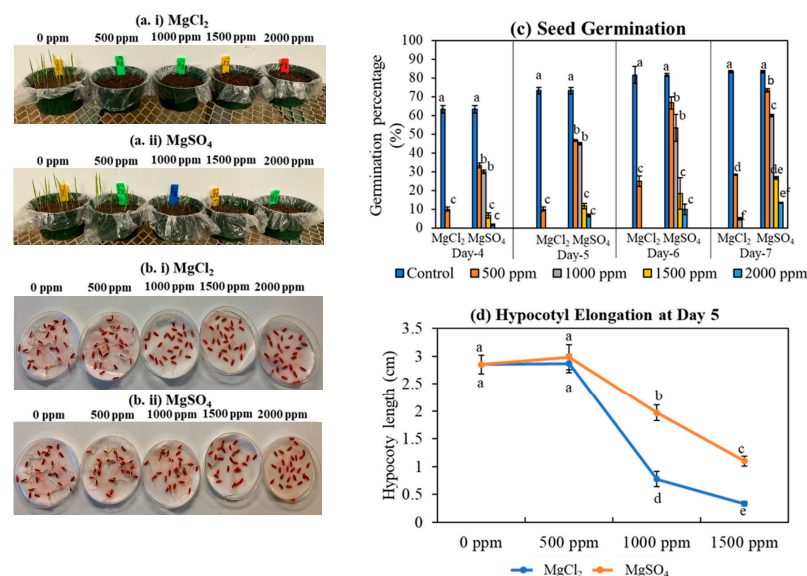 (a. i) MgCl₂
0 ppm 500 ppm 1000 ppm 1500 ppm 2000 ppm
(a. ii) MgSO₄
0 ppm 500 ppm 1000 ppm 1500 ppm 2000 ppm
(b. i) MgCl₂
0 ppm 500 ppm 1000 ppm 1500 ppm 2000 ppm
(b. ii) MgSO₄
0 ppm 500 ppm 1000 ppm 1500 ppm 2000 ppm
(c) Seed Germination
Germination percentage
(%)
90
80
70
60
50
40
30
20
10
0
a a a a a a a a
c b b c c
c b b c c
c b b c c
d f b c de ef
MgCl₂ MgSO₄ MgCl₂ MgSO₄ MgCl₂ MgSO₄ MgCl₂ MgSO₄
Day-4 Day-5 Day-6 Day-7
Control 500 ppm 1000 ppm 1500 ppm 2000 ppm
(d) Hypocotyl Elongation at Day 5
Hypocoty length (cm)
3.5
3
2.5
2
1.5
1
0.5
0
a a b c
a a d e
0 ppm 500 ppm 1000 ppm 1500 ppm
MgCl₂ MgSO₄